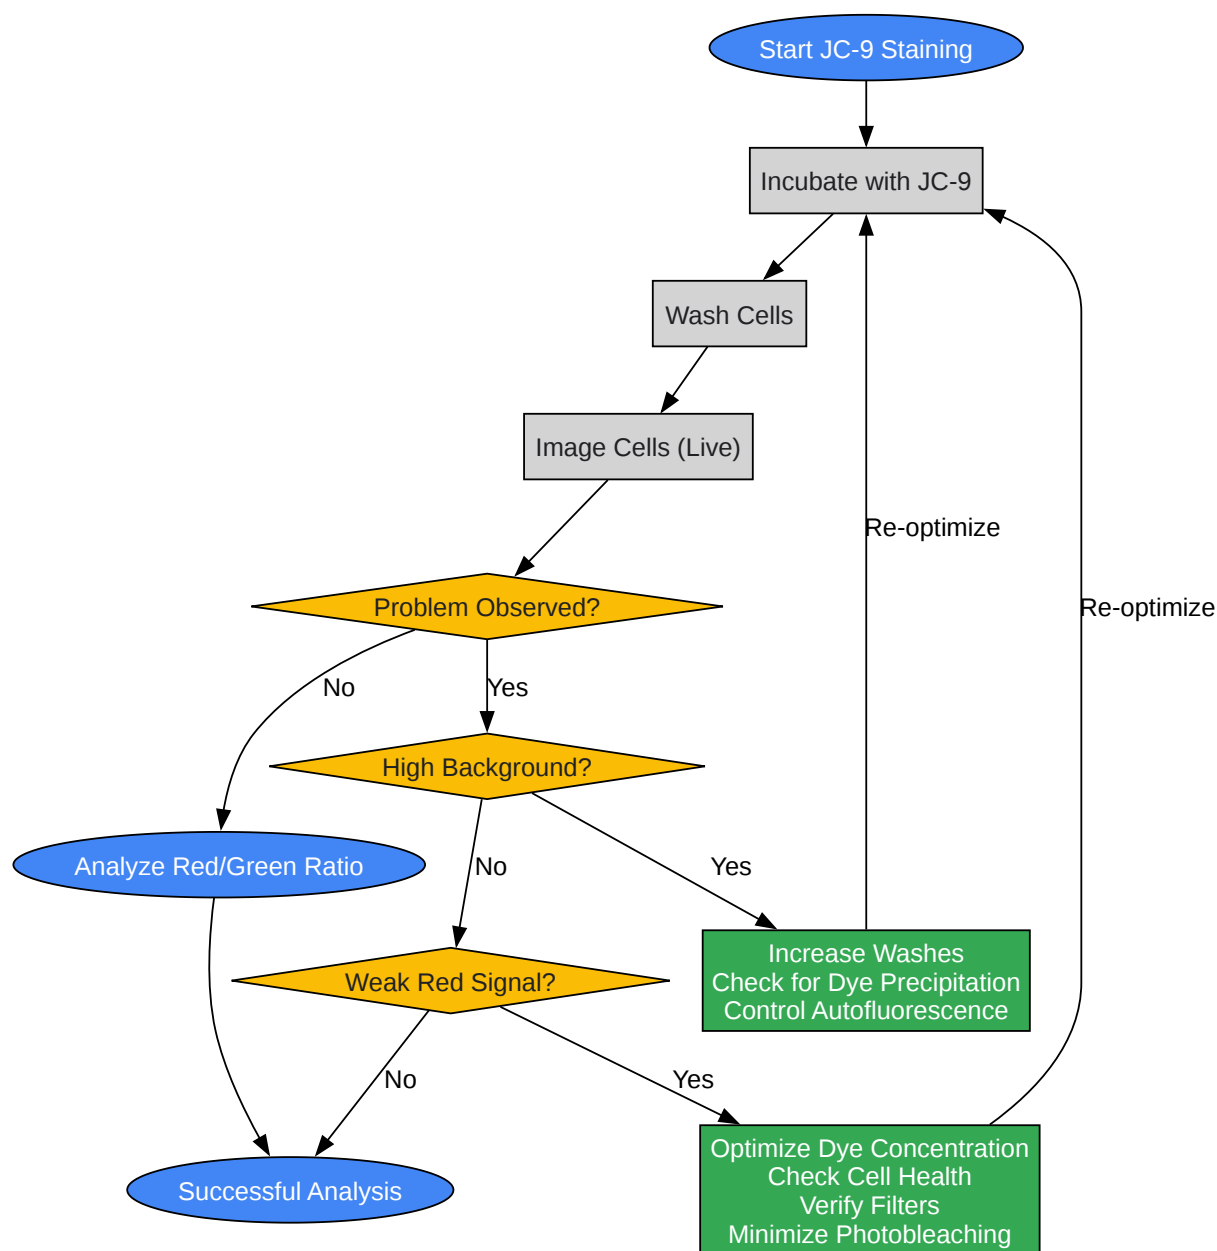 Start JC-9 Staining
Incubate with JC-9
Wash Cells
Image Cells (Live)
Re-optimize
Problem Observed?
Re-optimize
No
Yes
High Background?
Analyze Red/Green Ratio
No
Yes
Increase Washes
Check for Dye Precipitation
Control Autofluorescence
Weak Red Signal?
No
Yes
Optimize Dye Concentration
Check Cell Health
Verify Filters
Minimize Photobleaching
Successful Analysis